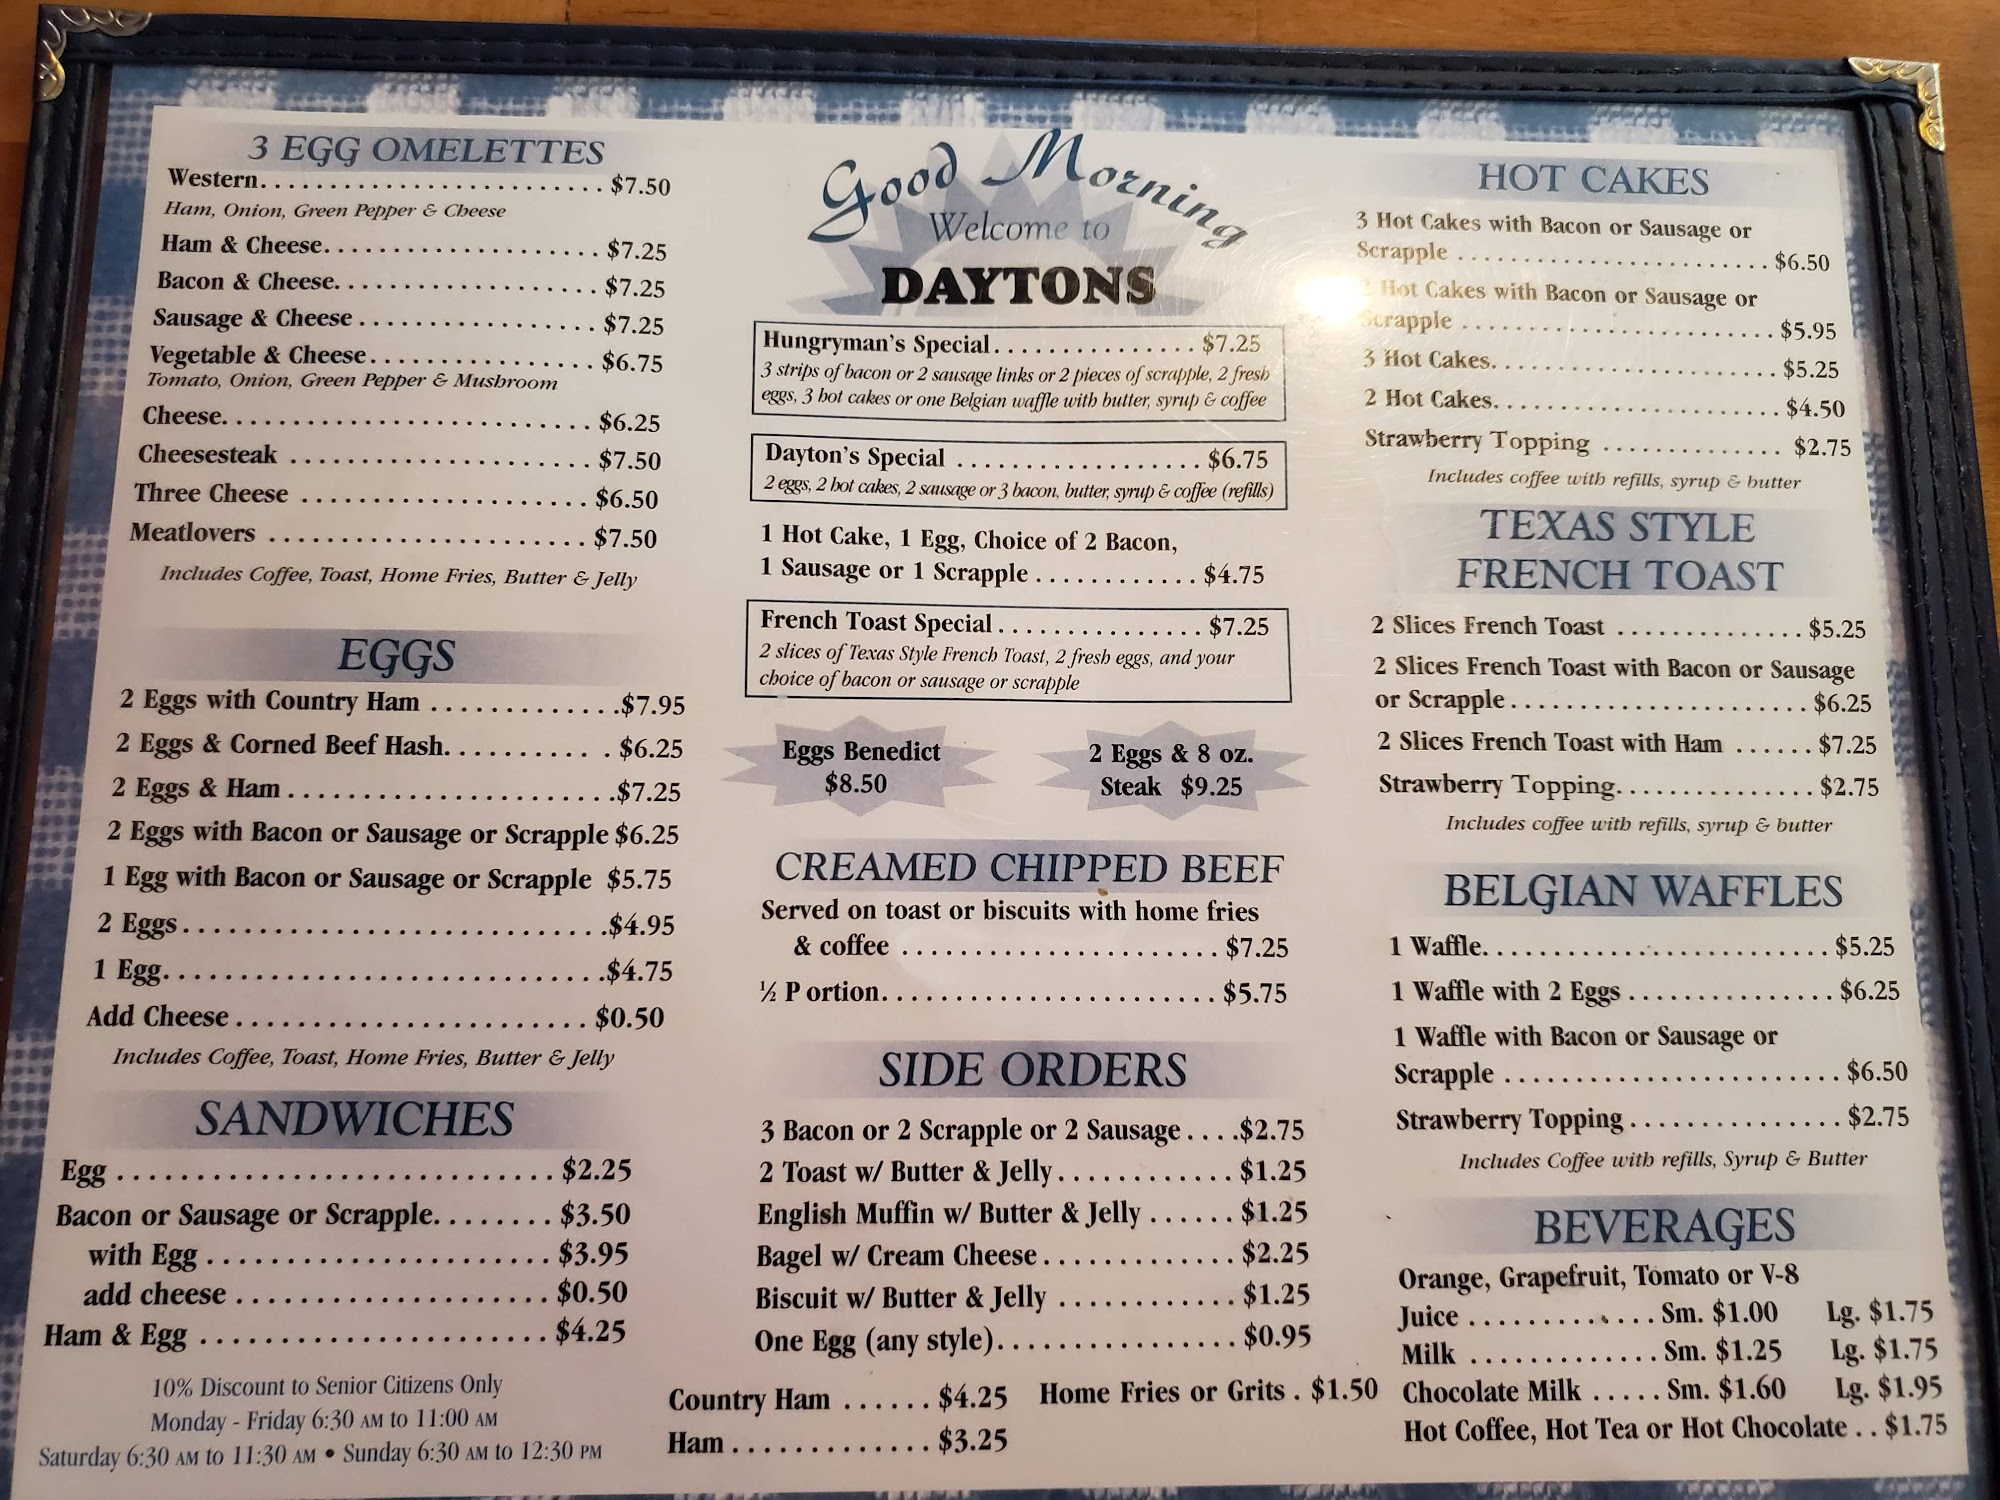 3 EGG OMELETTES
Western. . . . . . . . . . . . . . . . . . . . . . . . . $7.50
Ham, Onion, Green Pepper & Cheese
Ham & Cheese. . . . . . . . . . . . . . . . . . . . $7.25
Bacon & Cheese. . . . . . . . . . . . . . . . . . . $7.25
Sausage & Cheese . . . . . . . . . . . . . . . . . $7.25
Vegetable & Cheese. . . . . . . . . . . . . . . . $6.75
Tomato, Onion, Green Pepper & Mushroom
Cheese. . . . . . . . . . . . . . . . . . . . . . . . . . $6.25
Cheesesteak . . . . . . . . . . . . . . . . . . . . . . $7.50
Three Cheese . . . . . . . . . . . . . . . . . . . . . $6.50
Meatlovers . . . . . . . . . . . . . . . . . . . . . . . $7.50
Includes Coffee, Toast, Home Fries, Butter & Jelly
EGGS
2 Eggs with Country Ham . . . . . . . . . . . . .$7.95
2 Eggs & Corned Beef Hash. . . . . . . . . . . $6.25
2 Eggs & Ham . . . . . . . . . . . . . . . . . . . . . . .$7.25
2 Eggs with Bacon or Sausage or Scrapple $6.25
1 Egg with Bacon or Sausage or Scrapple $5.75
2 Eggs. . . . . . . . . . . . . . . . . . . . . . . . . . . . .$4.95
1 Egg. . . . . . . . . . . . . . . . . . . . . . . . . . . . . .$4.75
Add Cheese . . . . . . . . . . . . . . . . . . . . . . . . $0.50
Includes Coffee, Toast, Home Fries, Butter & Jelly
SANDWICHES
Egg . . . . . . . . . . . . . . . . . . . . . . . . . . . . . $2.25
Bacon or Sausage or Scrapple. . . . . . . . $3.50
with Egg . . . . . . . . . . . . . . . . . . . . . . . $3.95
add cheese . . . . . . . . . . . . . . . . . . . . . $0.50
Ham & Egg . . . . . . . . . . . . . . . . . . . . . . . $4.25
10% Discount to Senior Citizens Only
Monday - Friday 6:30 AM to 11:00 AM
Saturday 6:30 AM to 11:30 AM • Sunday 6:30 AM to 12:30 PM
Good Morning
Welcome to
DAYTONS
Hungryman's Special. . . . . . . . . . . . . . . $7.25
3 strips of bacon or 2 sausage links or 2 pieces of scrapple, 2 fresh
eggs, 3 hot cakes or one Belgian waffle with butter, syrup & coffee
Dayton's Special . . . . . . . . . . . . . . . . . . $6.75
2 eggs, 2 hot cakes, 2 sausage or 3 bacon, butter, syrup & coffee (refills)
1 Hot Cake, 1 Egg, Choice of 2 Bacon,
1 Sausage or 1 Scrapple . . . . . . . . . . . . $4.75
French Toast Special . . . . . . . . . . . . . . . $7.25
2 slices of Texas Style French Toast, 2 fresh eggs, and your
choice of bacon or sausage or scrapple
Eggs Benedict
$8.50
2 Eggs & 8 oz.
Steak $9.25
CREAMED CHIPPED BEEF
Served on toast or biscuits with home fries
& coffee . . . . . . . . . . . . . . . . . . . . . . $7.25
½ P ortion. . . . . . . . . . . . . . . . . . . . . . . $5.75
SIDE ORDERS
3 Bacon or 2 Scrapple or 2 Sausage . . . .$2.75
2 Toast w/ Butter & Jelly. . . . . . . . . . . . $1.25
English Muffin w/ Butter & Jelly . . . . . . $1.25
Bagel w/ Cream Cheese . . . . . . . . . . . . . $2.25
Biscuit w/ Butter & Jelly . . . . . . . . . . . . $1.25
One Egg (any style). . . . . . . . . . . . . . . . $0.95
Country Ham . . . . . . $4.25
Ham . . . . . . . . . . . . . $3.25
Home Fries or Grits . $1.50
HOT CAKES
3 Hot Cakes with Bacon or Sausage or
Scrapple . . . . . . . . . . . . . . . . . . . . . . . $6.50
2 Hot Cakes with Bacon or Sausage or
Scrapple . . . . . . . . . . . . . . . . . . . . . . . $5.95
3 Hot Cakes. . . . . . . . . . . . . . . . . . . . . $5.25
2 Hot Cakes. . . . . . . . . . . . . . . . . . . . . $4.50
Strawberry Topping . . . . . . . . . . . . . . $2.75
Includes coffee with refills, syrup & butter
TEXAS STYLE
FRENCH TOAST
2 Slices French Toast . . . . . . . . . . . . . . $5.25
2 Slices French Toast with Bacon or Sausage
or Scrapple . . . . . . . . . . . . . . . . . . . . . . $6.25
2 Slices French Toast with Ham . . . . . . $7.25
Strawberry Topping. . . . . . . . . . . . . . . $2.75
Includes coffee with refills, syrup & butter
BELGIAN WAFFLES
1 Waffle. . . . . . . . . . . . . . . . . . . . . . . . . $5.25
1 Waffle with 2 Eggs . . . . . . . . . . . . . . . $6.25
1 Waffle with Bacon or Sausage or
Scrapple . . . . . . . . . . . . . . . . . . . . . . . . $6.50
Strawberry Topping . . . . . . . . . . . . . . . $2.75
Includes Coffee with refills, Syrup & Butter
BEVERAGES
Orange, Grapefruit, Tomato or V-8
Juice . . . . . . . . . . . . . Sm. $1.00 Lg. $1.75
Milk . . . . . . . . . . . . . Sm. $1.25 Lg. $1.75
Chocolate Milk . . . . . Sm. $1.60 Lg. $1.95
Hot Coffee, Hot Tea or Hot Chocolate . . $1.75